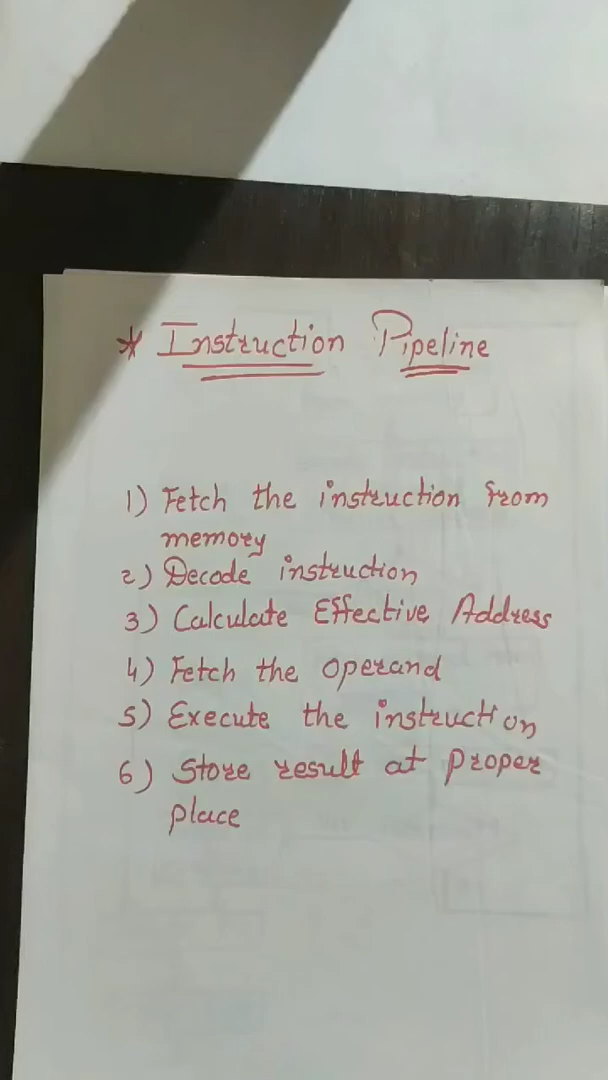 * Instruction Pipeline
1) Fetch the instruction from
memory
2) Decode instruction
3) Calculate Effective Address
4) Fetch the operand
5) Execute the instruction
6) Store result at proper
place